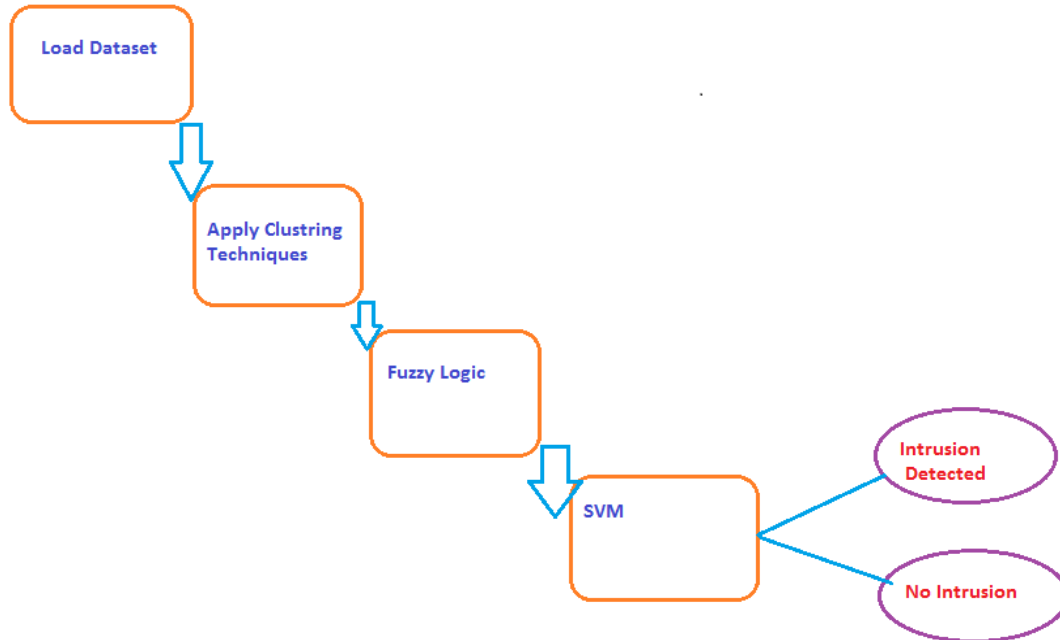 Load Dataset
Apply Clustring
Techniques
Fuzzy Logic
SVM
Intrusion
Detected
No Intrusion